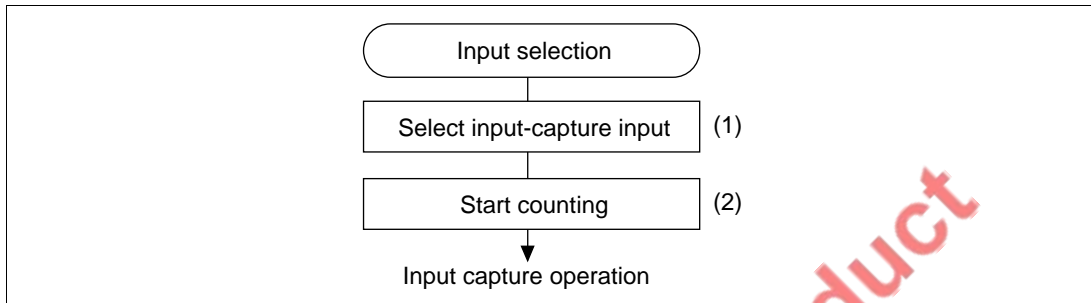 Input selection
Select input-capture input (1)
Start counting (2)
Input capture operation
duct